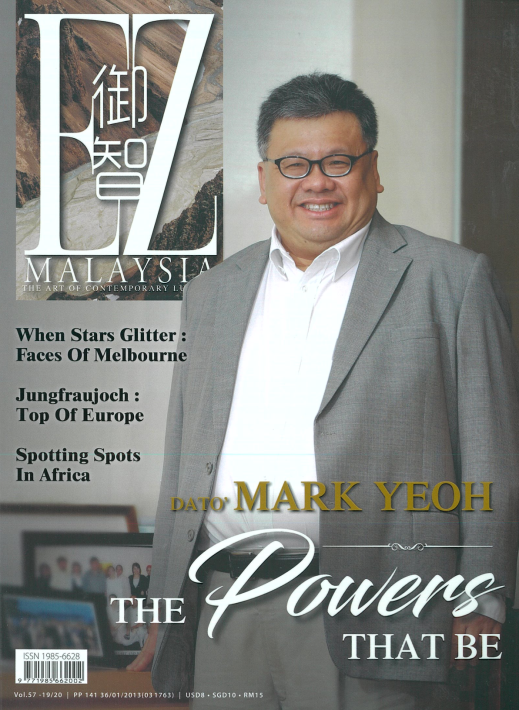 EZ
御智
MALAYSIA
THE ART OF CONTEMPORARY
When Stars Glitter :
Faces Of Melbourne
Jungfraujoch :
Top Of Europe
Spotting Spots
In Africa
DATO' MARK YEOH
THE Powers
THAT BE
ISSN 1985-6628
9 771985 662002
Vol.57 -19/20 | PP 141 36/01/2013(031763) | USD8 • SGD10 • RM15